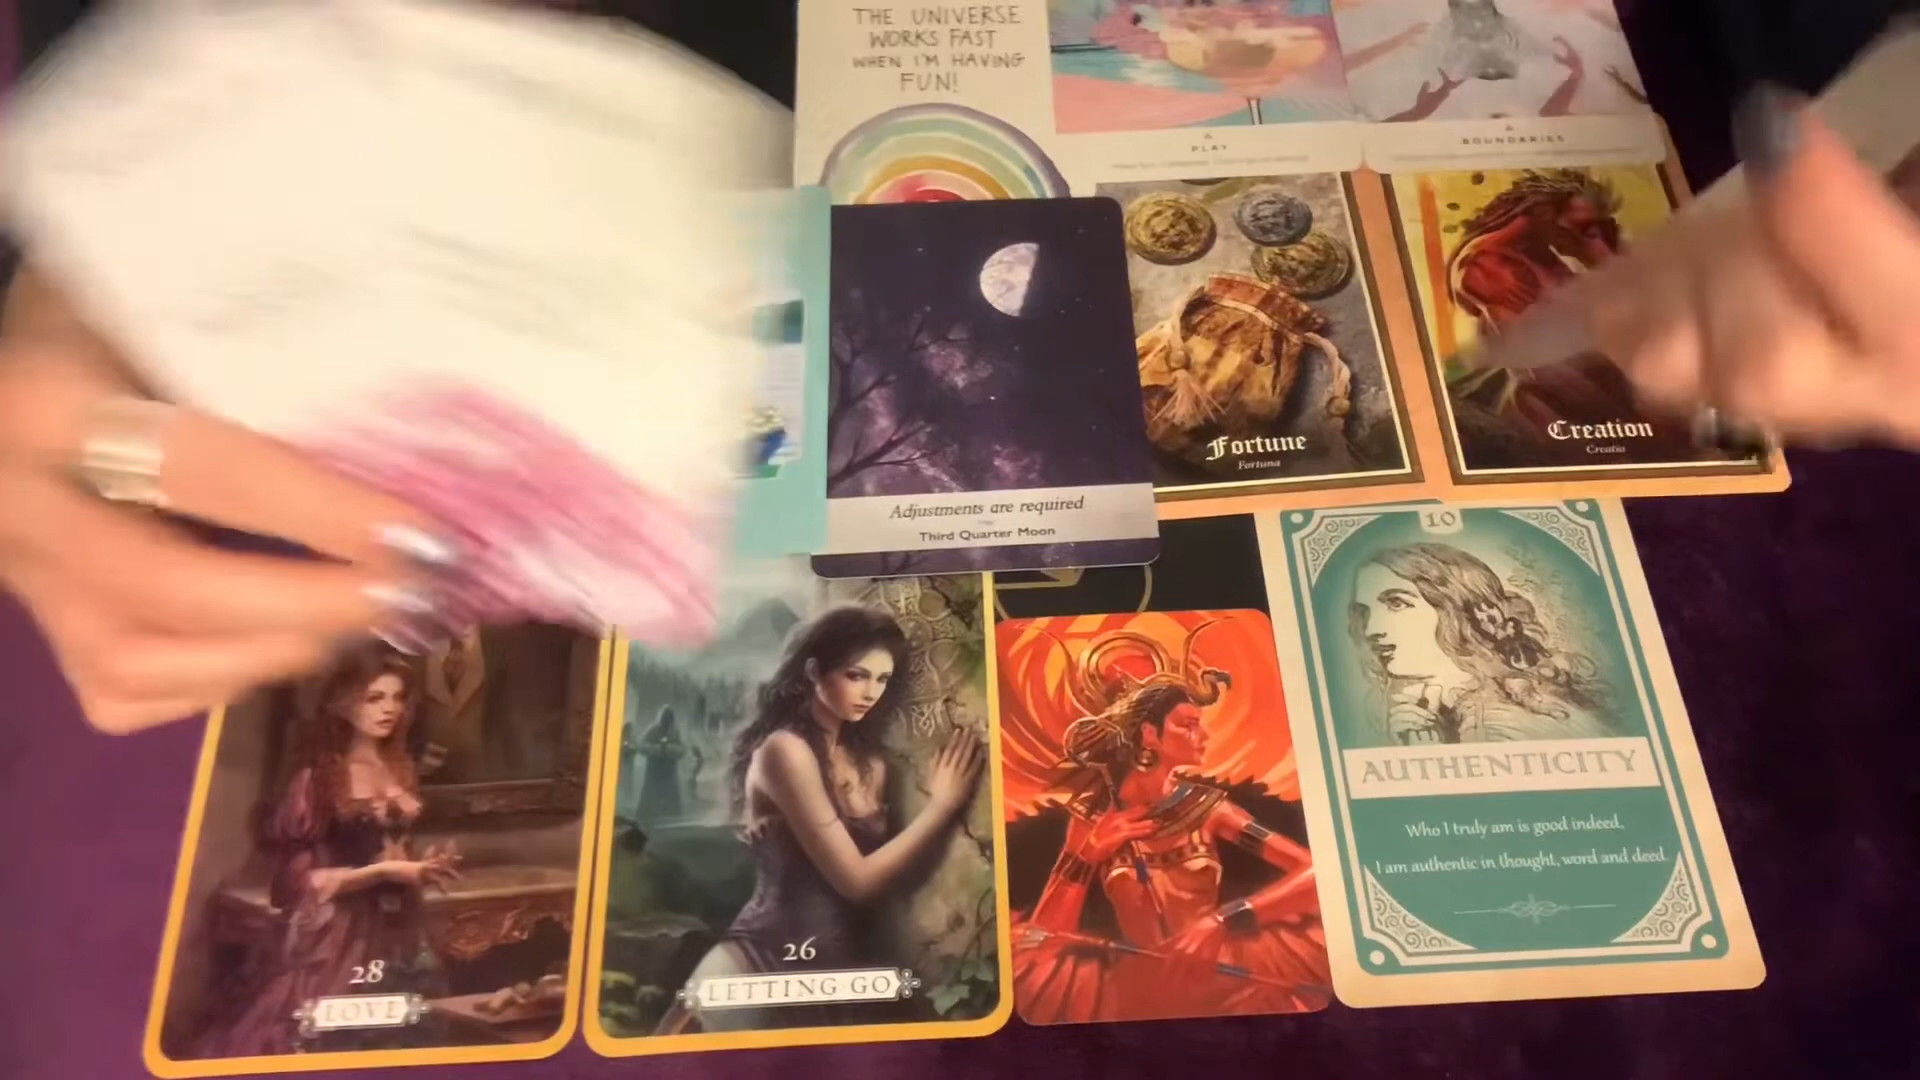 THE UNIVERSE
WORKS FAST
WHEN I'M HAVING
FUN!
PLAY
BOUNDARIES
Fortune
Fortuna
Creation
Creatio
Adjustments are required
Third Quarter Moon
10
AUTHENTICITY
Who I truly am is good indeed,
I am authentic in thought, word and deed.
28
LOVE
26
LETTING GO